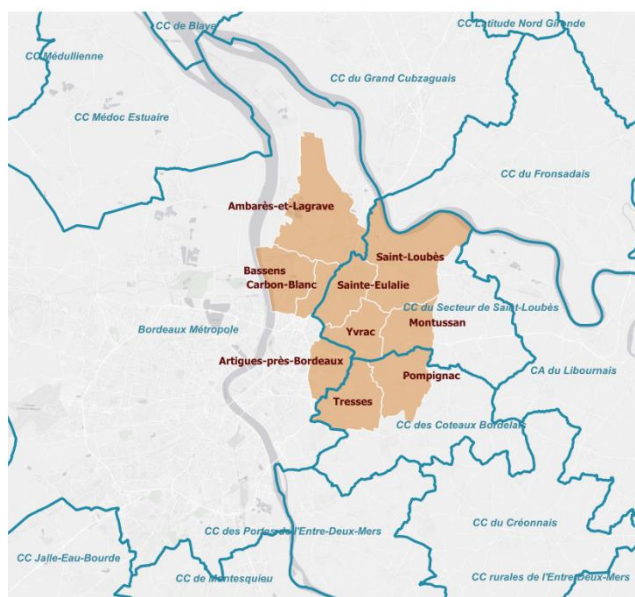 CC de Blaye
CC Latitude Nord Gironde
CC Médullienne
CC du Grand Cubzaguais
CC Médoc Estuaire
CC du Fronsadais
Ambarès-et-Lagrave
Saint-Loubès
Bassens
Carbon-Blanc
Sainte-Eulalie
CC du Secteur de Saint-Loubès
Bordeaux Métropole
Yvrac
Montussan
Artigues-près-Bordeaux
Pompignac
CA du Libournais
Tresses
CC des Coteaux Bordelais
CC des Portes de l'Entre-Deux-Mers
CC du Créonnais
CC Jalle-Eau-Bourde
CC de Montesquieu
CC rurales de l'Entre-Deux-Mers